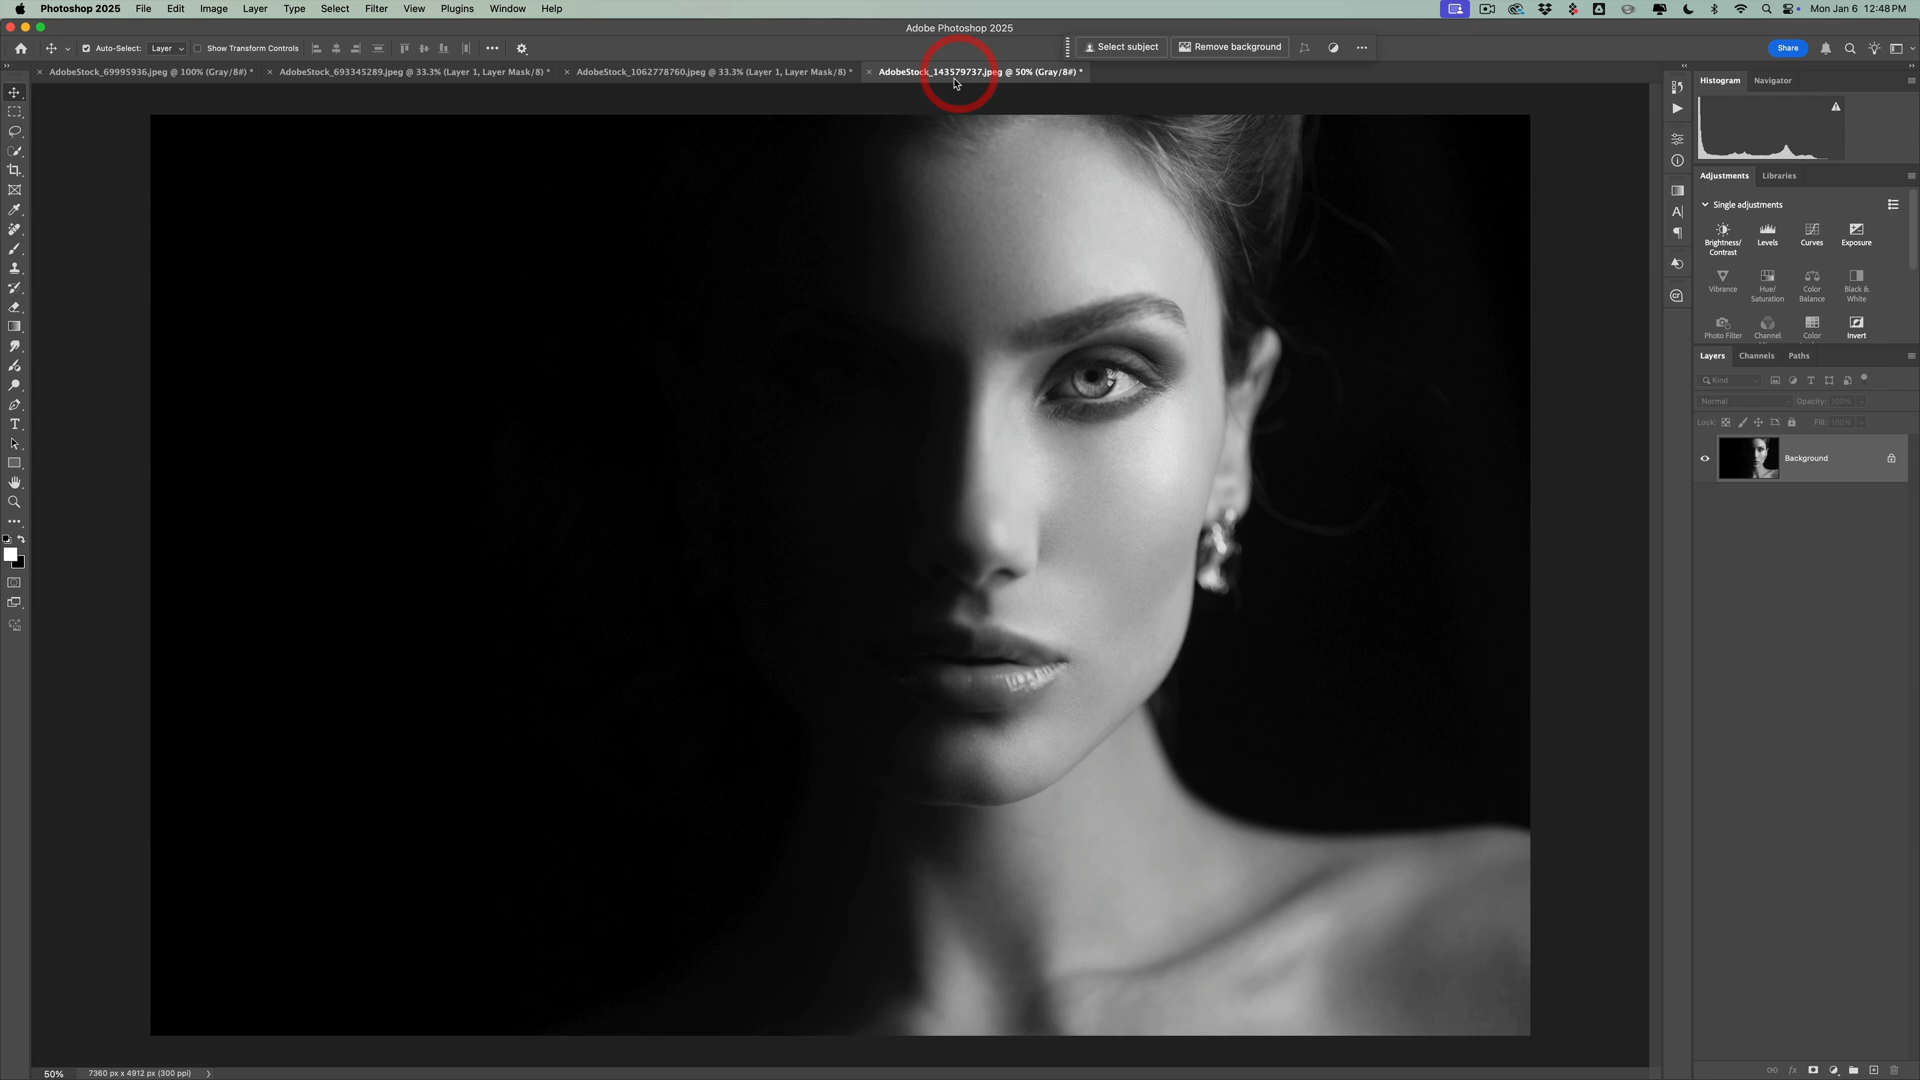 Photoshop 2025 File Edit Image Layer Type Select Filter View Plugins Window Help Mon Jan 6 12:48 PM
Adobe Photoshop 2025
Auto-Select: Layer Show Transform Controls Select subject Remove background Share
AdobeStock_69995936.jpeg @ 100% (Gray/8#) * AdobeStock_693345289.jpeg @ 33.3% (Layer 1, Layer Mask/8) * AdobeStock_1062778760.jpeg @ 33.3% (Layer 1, Layer Mask/8) * AdobeStock_143579737.jpeg @ 50% (Gray/8#) *
Histogram Navigator
Adjustments Libraries
Single adjustments
Brightness/
Contrast
Levels
Curves
Exposure
Vibrance
Hue/
Saturation
Color
Balance
Black &
White
Photo Filter
Channel
Color
Invert
Layers Channels Paths
Kind
Normal Opacity: 100%
Lock: Fill: 100%
Background
50% 7360 px x 4912 px (300 ppi)